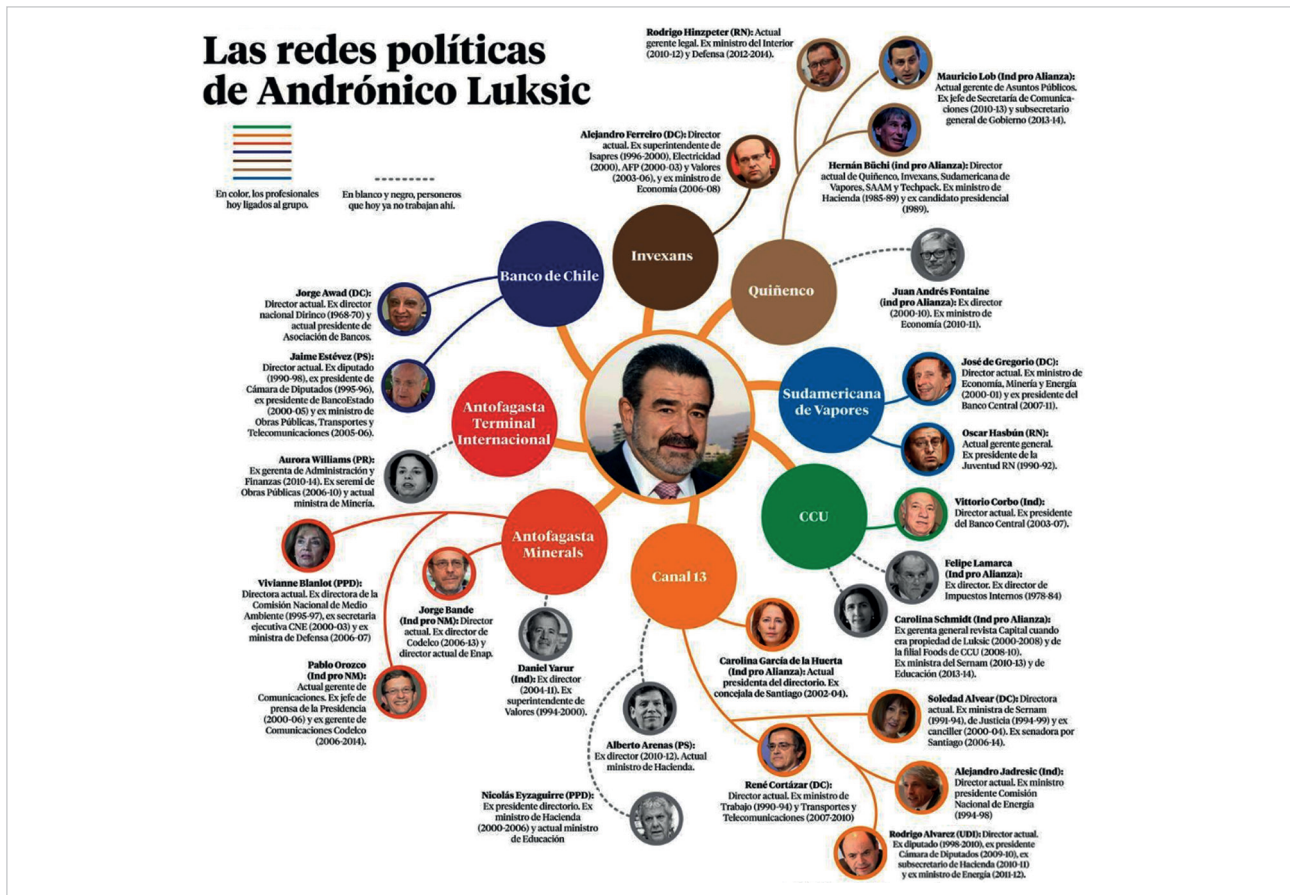 Las redes políticas
de Andrónico Luksic
En color, los profesionales
hoy ligados al grupo.
En blanco y negro, personeros
que hoy ya no trabajan ahí.
Rodrigo Hinzpeter (RN): Actual
gerente legal. Ex ministro del Interior
(2010-12) y Defensa (2012-2014).
Mauricio Lob (Ind pro Alianza):
Actual gerente de Asuntos Públicos.
Ex jefe de Secretaría de Comunica-
ciones (2010-13) y subsecretario
general de Gobierno (2013-14).
Alejandro Ferreiro (DC): Director
actual. Ex superintendente de
Isapres (1996-2000), Electricidad
(2000), AFP (2000-03) y Valores
(2003-06), y ex ministro de
Economía (2006-08)
Hernán Büchi (ind pro Alianza): Director
actual de Quiñenco, Invexans, Sudamericana de
Vapores, SAAM y Techpack. Ex ministro de
Hacienda (1985-89) y ex candidato presidencial
(1989).
Banco de Chile
Invexans
Quiñenco
Juan Andrés Fontaine
(ind pro Alianza): Ex director
(2000-10). Ex ministro de
Economía (2010-11).
Jorge Awad (DC):
Director actual. Ex director
nacional Dirinco (1968-70) y
actual presidente de
Asociación de Bancos.
Jaime Estévez (PS):
Director actual. Ex diputado
(1990-98), ex presidente de
Cámara de Diputados (1995-96),
ex presidente de BancoEstado
(2000-05) y ex ministro de
Obras Públicas, Transportes y
Telecomunicaciones (2005-06).
Antofagasta
Terminal
Internacional
Sudamericana
de Vapores
José de Gregorio (DC):
Director actual. Ex ministro de
Economía, Minería y Energía
(2000-01) y ex presidente del
Banco Central (2007-11).
Oscar Hasbún (RN):
Actual gerente general.
Ex presidente de la
Juventud RN (1990-92).
Aurora Williams (PR):
Ex gerenta de Administración y
Finanzas (2010-14). Ex seremi de
Obras Públicas (2006-10) y actual
ministra de Minería.
Antofagasta
Minerals
Canal 13
CCU
Vittorio Corbo (Ind):
Director actual. Ex presidente
del Banco Central (2003-07).
Felipe Lamarca
(Ind pro Alianza):
Ex director. Ex director de
Impuestos Internos (1978-84)
Vivianne Blanlot (PPD):
Directora actual. Ex directora de la
Comisión Nacional de Medio
Ambiente (1995-97), ex secretaria
ejecutiva CNE (2000-03) y ex
ministra de Defensa (2006-07)
Jorge Bande
(Ind pro NM): Director
actual. Ex director de
Codelco (2006-13) y
director actual de Enap.
Carolina Schmidt (Ind pro Alianza):
Ex gerenta general revista Capital cuando
era propiedad de Luksic (2000-2008) y de
la filial Foods de CCU (2008-10).
Ex ministra del Sernam (2010-13) y de
Educación (2013-14).
Pablo Orozco
(Ind pro NM):
Actual gerente de
Comunicaciones. Ex jefe de
prensa de la Presidencia
(2000-06) y ex gerente de
Comunicaciones Codelco
(2006-2014).
Daniel Yarur
(Ind): Ex director
(2004-11). Ex
superintendente de
Valores (1994-2000).
Carolina García de la Huerta
(Ind pro Alianza): Actual
presidenta del directorio. Ex
concejala de Santiago (2002-04).
Soledad Alvear (DC): Directora
actual. Ex ministra de Sernam
(1991-94), de Justicia (1994-99) y ex
canciller (2000-04). Ex senadora por
Santiago (2006-14).
Alberto Arenas (PS):
Ex director (2010-12). Actual
ministro de Hacienda.
René Cortázar (DC):
Director actual. Ex ministro de
Trabajo (1990-94) y Transportes y
Telecomunicaciones (2007-2010)
Alejandro Jadresic (Ind):
Director actual. Ex ministro
presidente Comisión
Nacional de Energía
(1994-98)
Nicolás Eyzaguirre (PPD):
Ex presidente directorio. Ex
ministro de Hacienda
(2000-2006) y actual ministro
de Educación
Rodrigo Alvarez (UDI): Director actual.
Ex diputado (1998-2010), ex presidente
Cámara de Diputados (2009-10), ex
subsecretario de Hacienda (2010-11)
y ex ministro de Energía (2011-12).